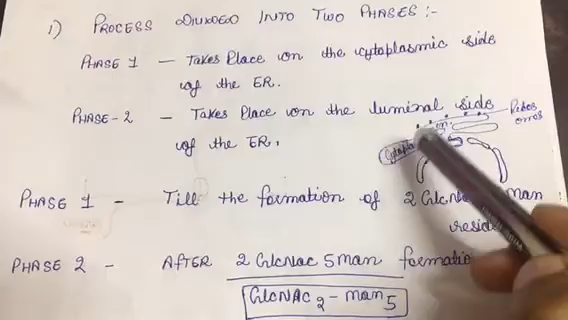 1) PROCESS DIVIDED INTO TWO PHASES :-
PHASE 1 - TAKES PLACE on the cytoplasmic side
of the ER.
PHASE-2 - TAKES PLACE on the luminal side
of the ER.
PHASE 1 - Till the formation of 2 GlcNac Man
PHASE 2 - AFTER 2 GlcNac 5man
GlcNAc2 - man5